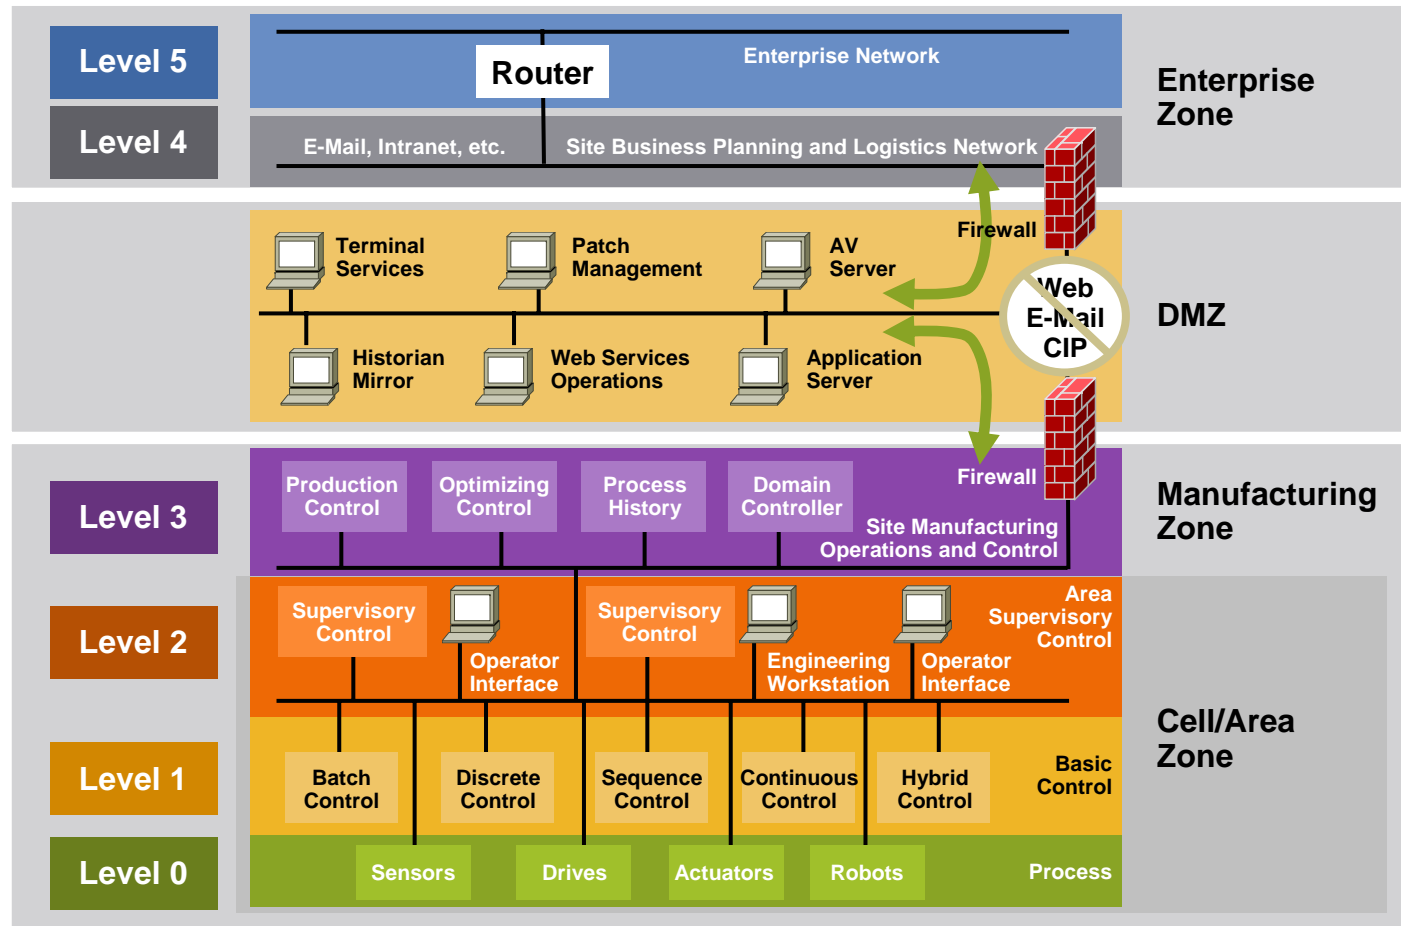 Level 5
Router
Enterprise Network
Enterprise
Zone
Level 4
E-Mail, Intranet, etc.
Site Business Planning and Logistics Network
Firewall
Terminal
Services
Patch
Management
AV
Server
Web
E-Mail
CIP
DMZ
Historian
Mirror
Web Services
Operations
Application
Server
Level 3
Production
Control
Optimizing
Control
Process
History
Domain
Controller
Firewall
Site Manufacturing
Operations and Control
Manufacturing
Zone
Level 2
Supervisory
Control
Operator
Interface
Supervisory
Control
Engineering
Workstation
Operator
Interface
Area
Supervisory
Control
Cell/Area
Zone
Level 1
Batch
Control
Discrete
Control
Sequence
Control
Continuous
Control
Hybrid
Control
Basic
Control
Level 0
Sensors
Drives
Actuators
Robots
Process